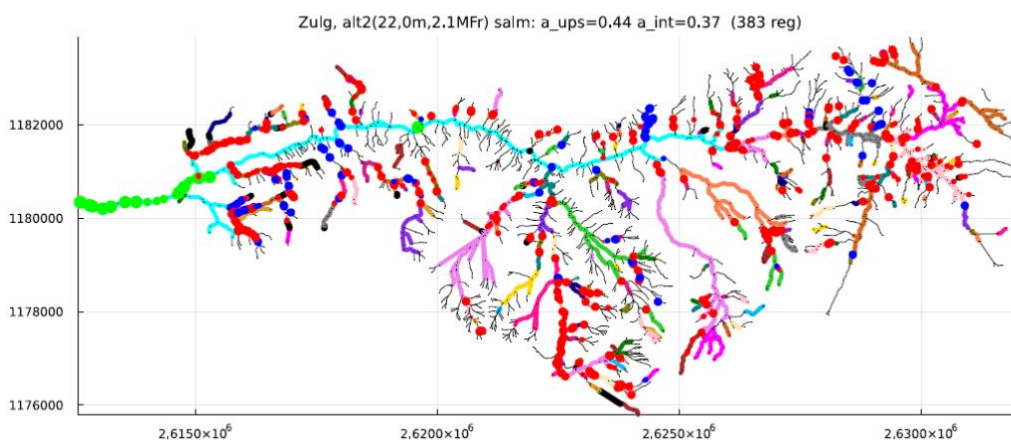 Zulg, alt2(22,0m,2.1MFr) salm: a_ups=0.44 a_int=0.37 (383 reg)
1182000
1180000
1178000
1176000
2,6150×10⁶ 2,6200×10⁶ 2,6250×10⁶ 2,6300×10⁶